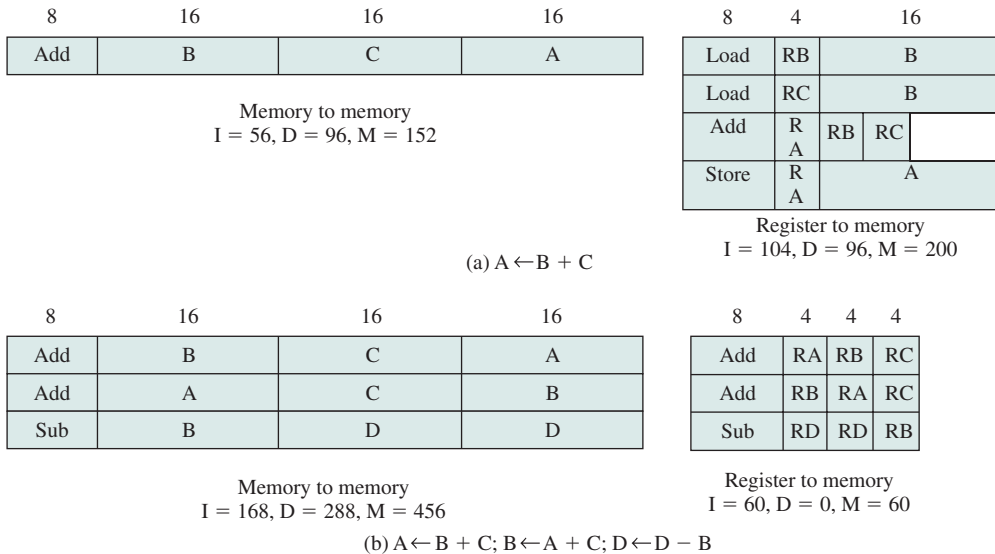 8 16 16 16
Add B C A
Memory to memory
I = 56, D = 96, M = 152
8 4 16
Load RB B
Load RC B
Add R A RB RC
Store R A A
Register to memory
I = 104, D = 96, M = 200
(a) A ← B + C
8 16 16 16
Add B C A
Add A C B
Sub B D D
Memory to memory
I = 168, D = 288, M = 456
8 4 4 4
Add RA RB RC
Add RB RA RC
Sub RD RD RB
Register to memory
I = 60, D = 0, M = 60
(b) A ← B + C; B ← A + C; D ← D − B